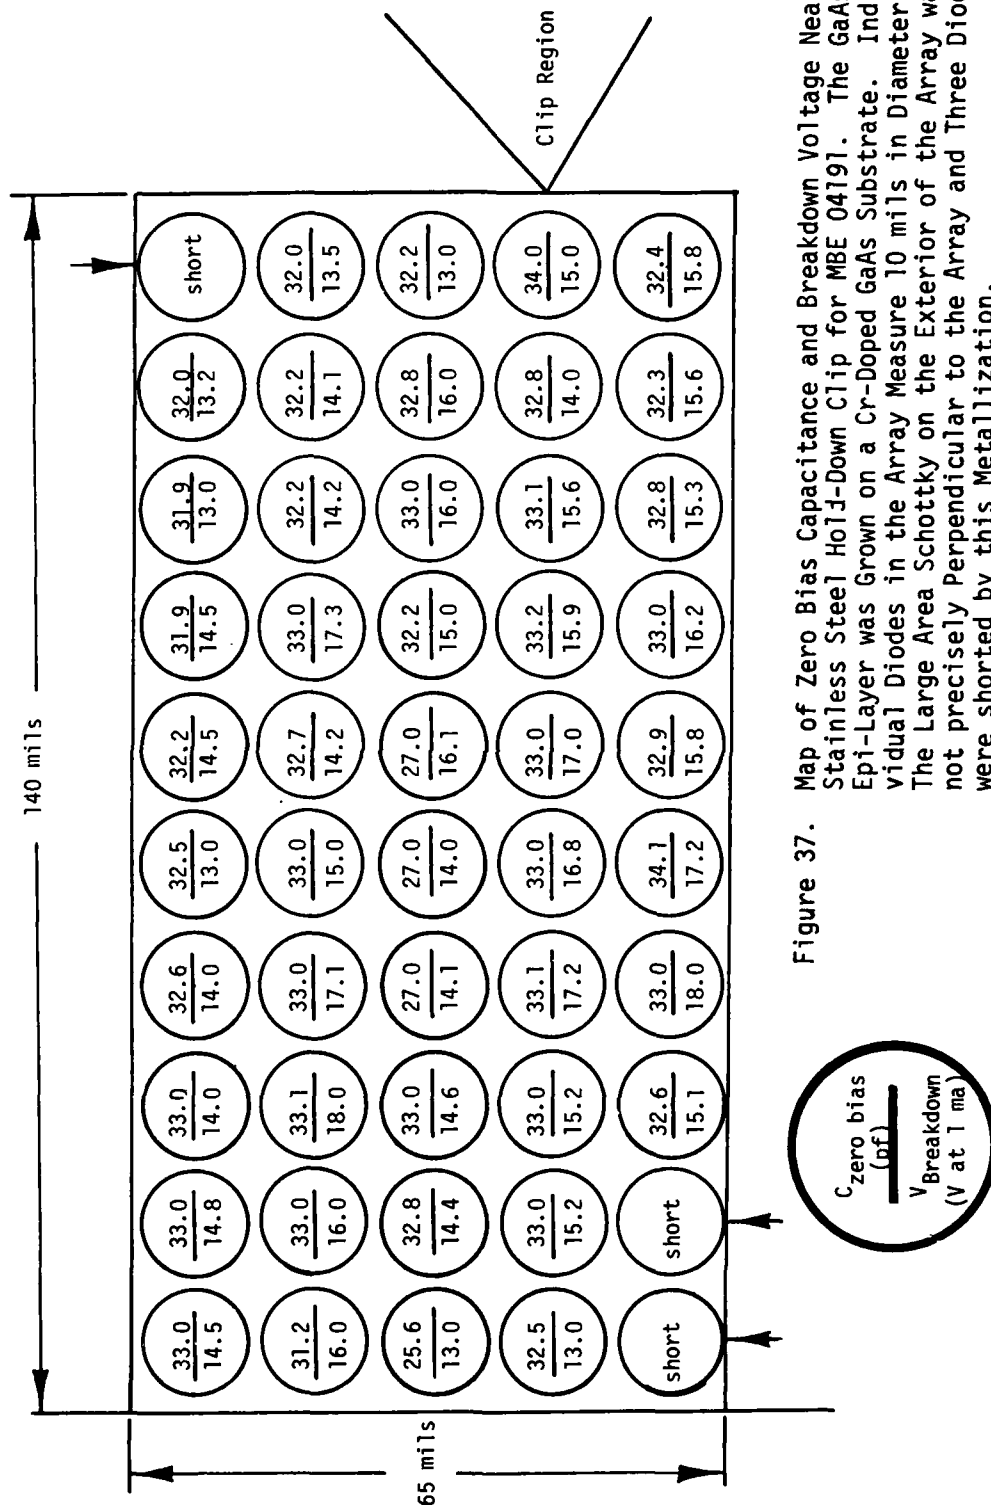 140 mils
33.0 33.0 33.0 32.6 32.5 32.2 31.9 31.9 32.0 short
14.5 14.8 14.0 14.0 13.0 14.5 14.5 13.0 13.2
31.2 33.0 33.1 33.0 33.0 32.7 33.0 32.2 32.2 32.0
16.0 16.0 18.0 17.1 15.0 14.2 17.3 14.2 14.1 13.5
65 mils
25.6 32.8 33.0 27.0 27.0 27.0 32.2 33.0 32.8 32.2
13.0 14.4 14.6 14.1 14.0 16.1 15.0 16.0 16.0 13.0
32.5 33.0 33.0 33.1 33.0 33.0 33.2 33.1 32.8 34.0
13.0 15.2 15.2 17.2 16.8 17.0 15.9 15.6 14.0 15.0
short short 32.6 33.0 34.1 32.9 33.0 32.8 32.3 32.4
15.1 18.0 17.2 15.8 16.2 15.3 15.6 15.8
Clip Region
C zero bias
(pf)
V Breakdown
(V at 1 ma)
Figure 37. Map of Zero Bias Capacitance and Breakdown Voltage Nea
Stainless Steel Hold-Down Clip for MBE 04191. The GaAs
Epi-Layer was Grown on a Cr-Doped GaAs Substrate. Ind
vidual Diodes in the Array Measure 10 mils in Diameter
The Large Area Schottky on the Exterior of the Array w
not precisely Perpendicular to the Array and Three Diod
were shorted by this Metallization.